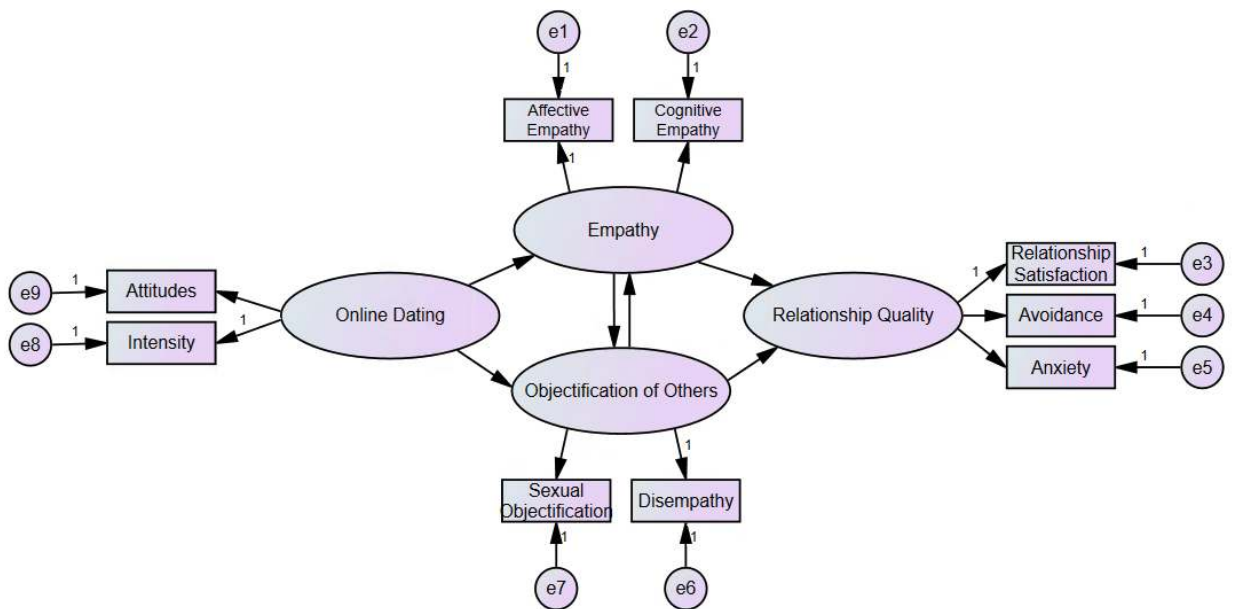 e1
e2
1
1
Affective
Empathy
Cognitive
Empathy
1
Empathy
Relationship
Satisfaction
1
1
e3
e9
1
Attitudes
Online Dating
Relationship Quality
Avoidance
1
e4
e8
1
Intensity
1
Anxiety
1
e5
Objectification of Others
1
Sexual
Objectification
Disempathy
1
1
e7
e6